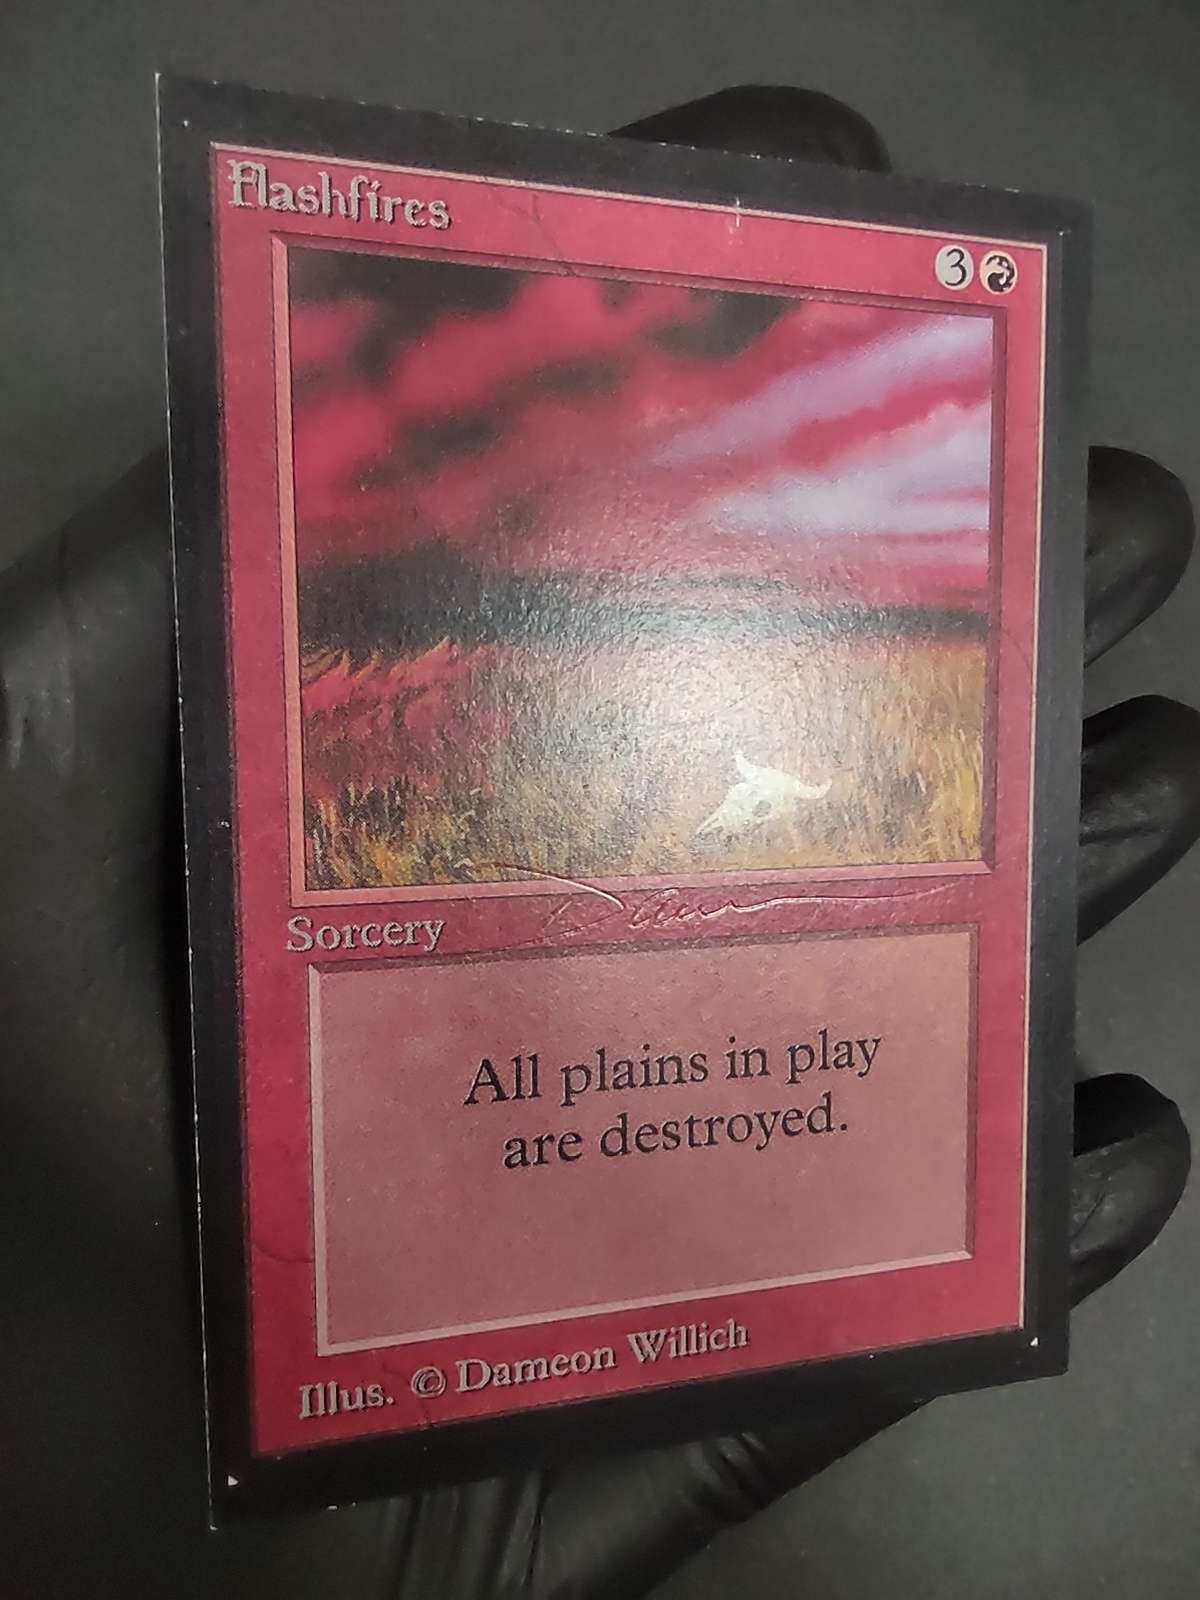 Flashfires
3
Sorcery
All plains in play
are destroyed.
Illus. © Dameon Willich